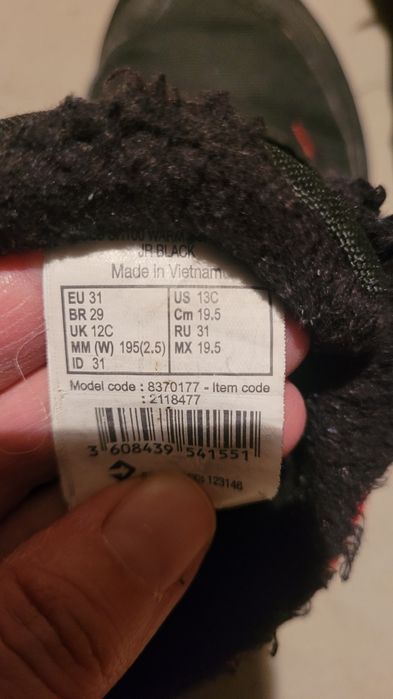 JR BLACK
Made in Vietnam
EU 31 US 13C
BR 29 Cm 19.5
UK 12C RU 31
MM (W) 195(2.5) MX 19.5
ID 31
Model code : 8370177 - Item code
: 2118477
3 608439 541551
123146